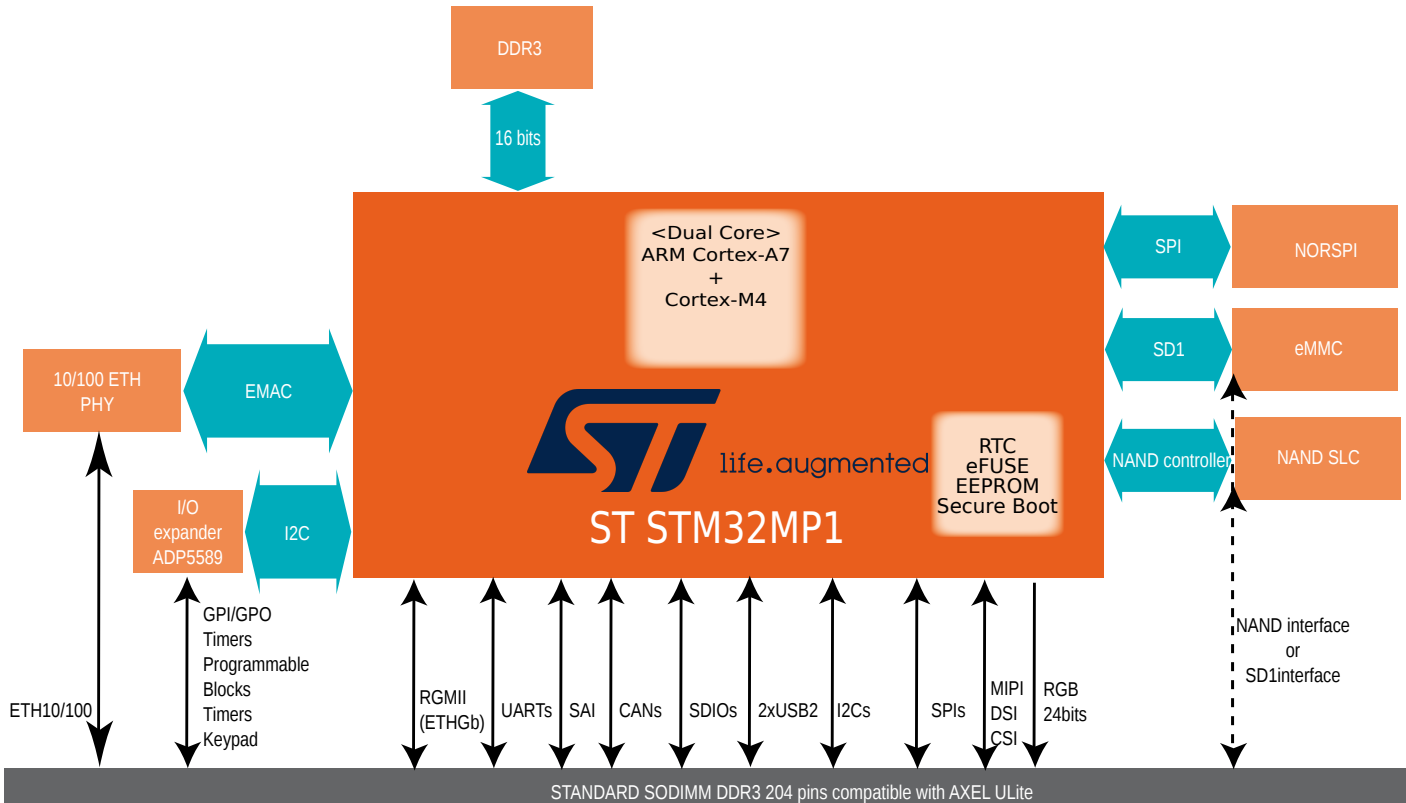 DDR3
16 bits
<Dual Core>
ARM Cortex-A7
+
Cortex-M4
SPI
NORSPI
SD1
eMMC
10/100 ETH
PHY
EMAC
NAND controller
NAND SLC
RTC
eFUSE
EEPROM
Secure Boot
ST
life.augmented
ST STM32MP1
I/O
expander
ADP5589
I2C
GPI/GPO
Timers
Programmable
Blocks
Timers
Keypad
ETH10/100
RGMII
(ETHGb)
UARTs
SAI
CANs
SDIOs
2xUSB2
I2Cs
SPIs
MIPI
DSI
CSI
RGB
24bits
NAND interface
or
SD1interface
STANDARD SODIMM DDR3 204 pins compatible with AXEL ULite